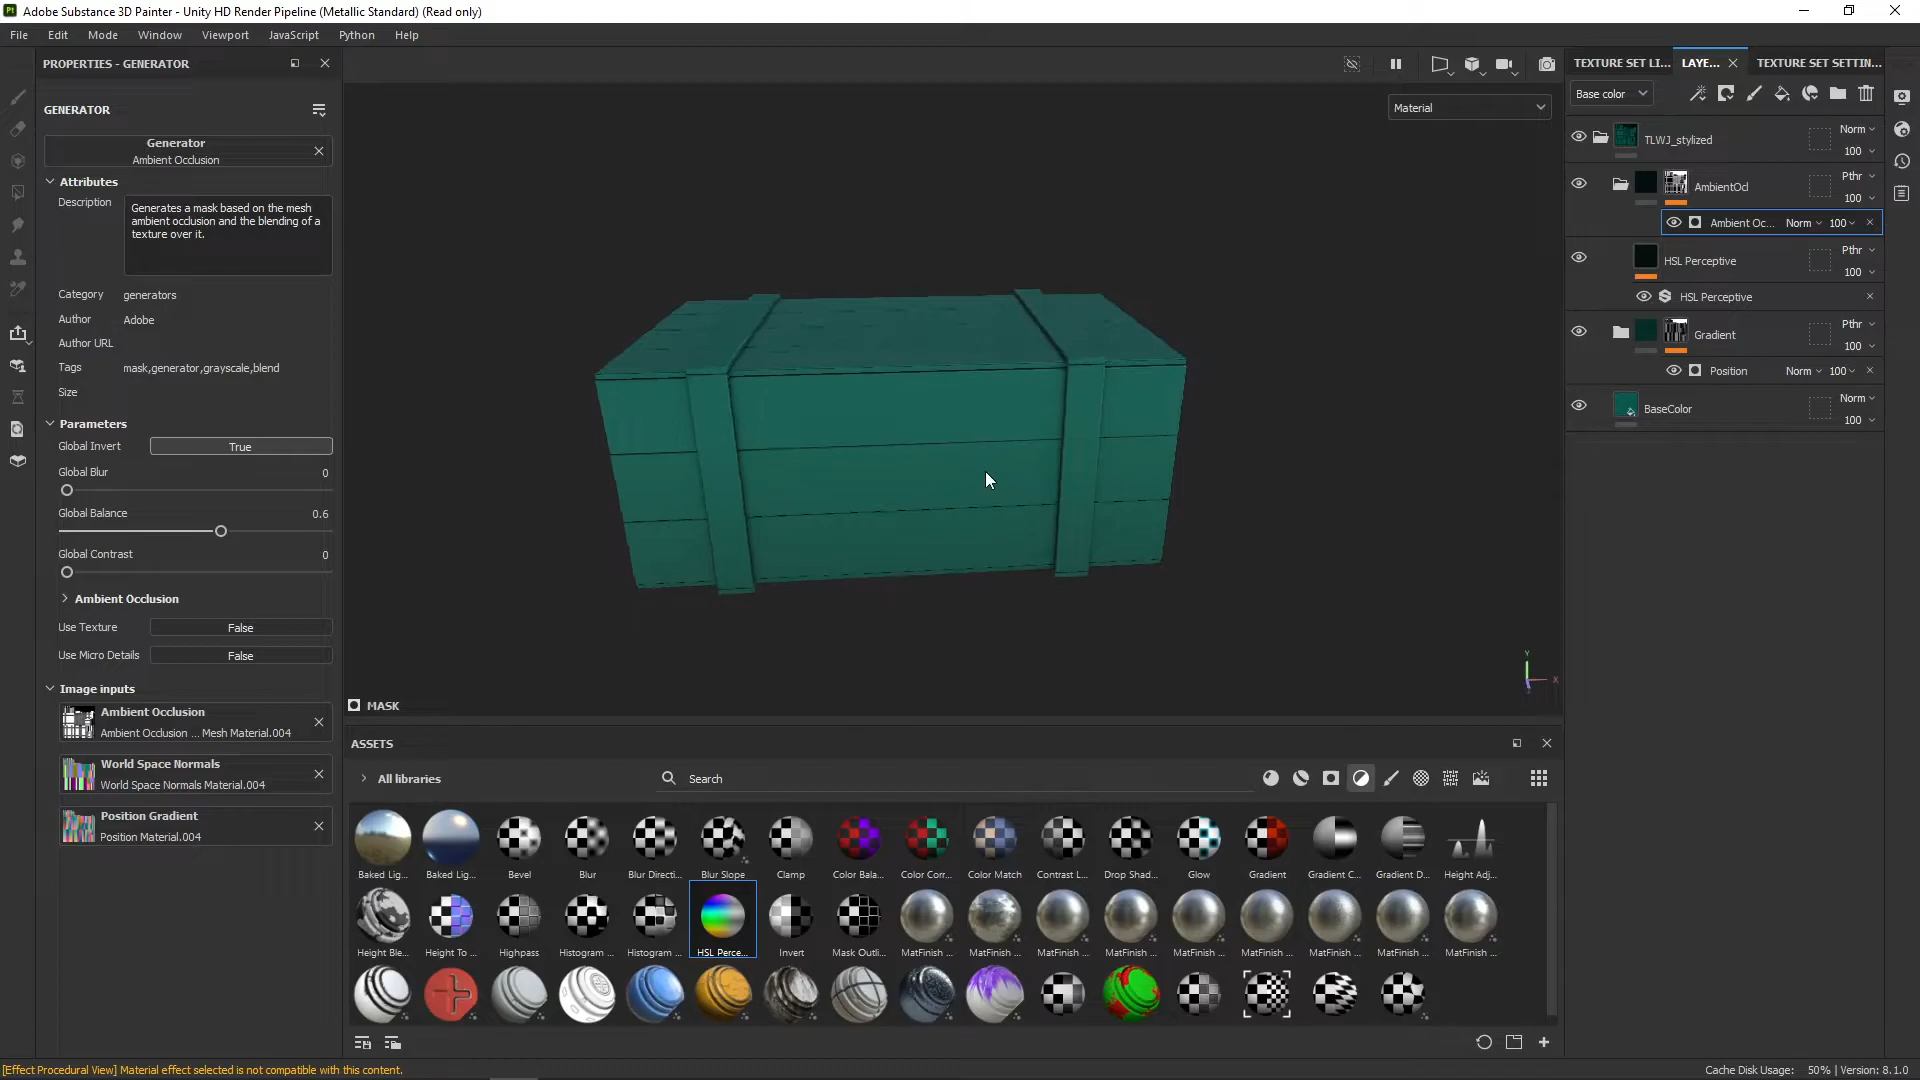 Adobe Substance 3D Painter - Unity HD Render Pipeline (Metallic Standard) (Read only)
File Edit Mode Window Viewport JavaScript Python Help
PROPERTIES - GENERATOR
GENERATOR
Generator
Ambient Occlusion
Attributes
Description
Generates a mask based on the mesh
ambient occlusion and the blending of a
texture over it.
Category generators
Author Adobe
Author URL
Tags mask,generator,grayscale,blend
Size
Parameters
Global Invert True
Global Blur 0
Global Balance 0.6
Global Contrast 0
Ambient Occlusion
Use Texture False
Use Micro Details False
Image inputs
Ambient Occlusion
Ambient Occlusion ... Mesh Material.004
World Space Normals
World Space Normals Material.004
Position Gradient
Position Material.004
Material
Y
X
MASK
ASSETS
All libraries
Search
Baked Lig... Baked Lig... Bevel Blur Blur Directi... Blur Slope Clamp Color Bala... Color Corr... Color Match Contrast L... Drop Shad... Glow Gradient Gradient C... Gradient D... Height Adj...
Height Ble... Height To ... Highpass Histogram ... Histogram ... HSL Perce... Invert Mask Outli... MatFinish ... MatFinish ... MatFinish ... MatFinish ... MatFinish ... MatFinish ... MatFinish ... MatFinish ... MatFinish ...
TEXTURE SET LI... LAYE... TEXTURE SET SETTIN...
Base color
TLWJ_stylized Norm 100
AmbientOcl Pthr 100
Ambient Oc... Norm 100
HSL Perceptive Pthr 100
HSL Perceptive
Gradient Pthr 100
Position Norm 100
BaseColor Norm 100
[Effect Procedural View] Material effect selected is not compatible with this content.
Cache Disk Usage: 50% | Version: 8.1.0